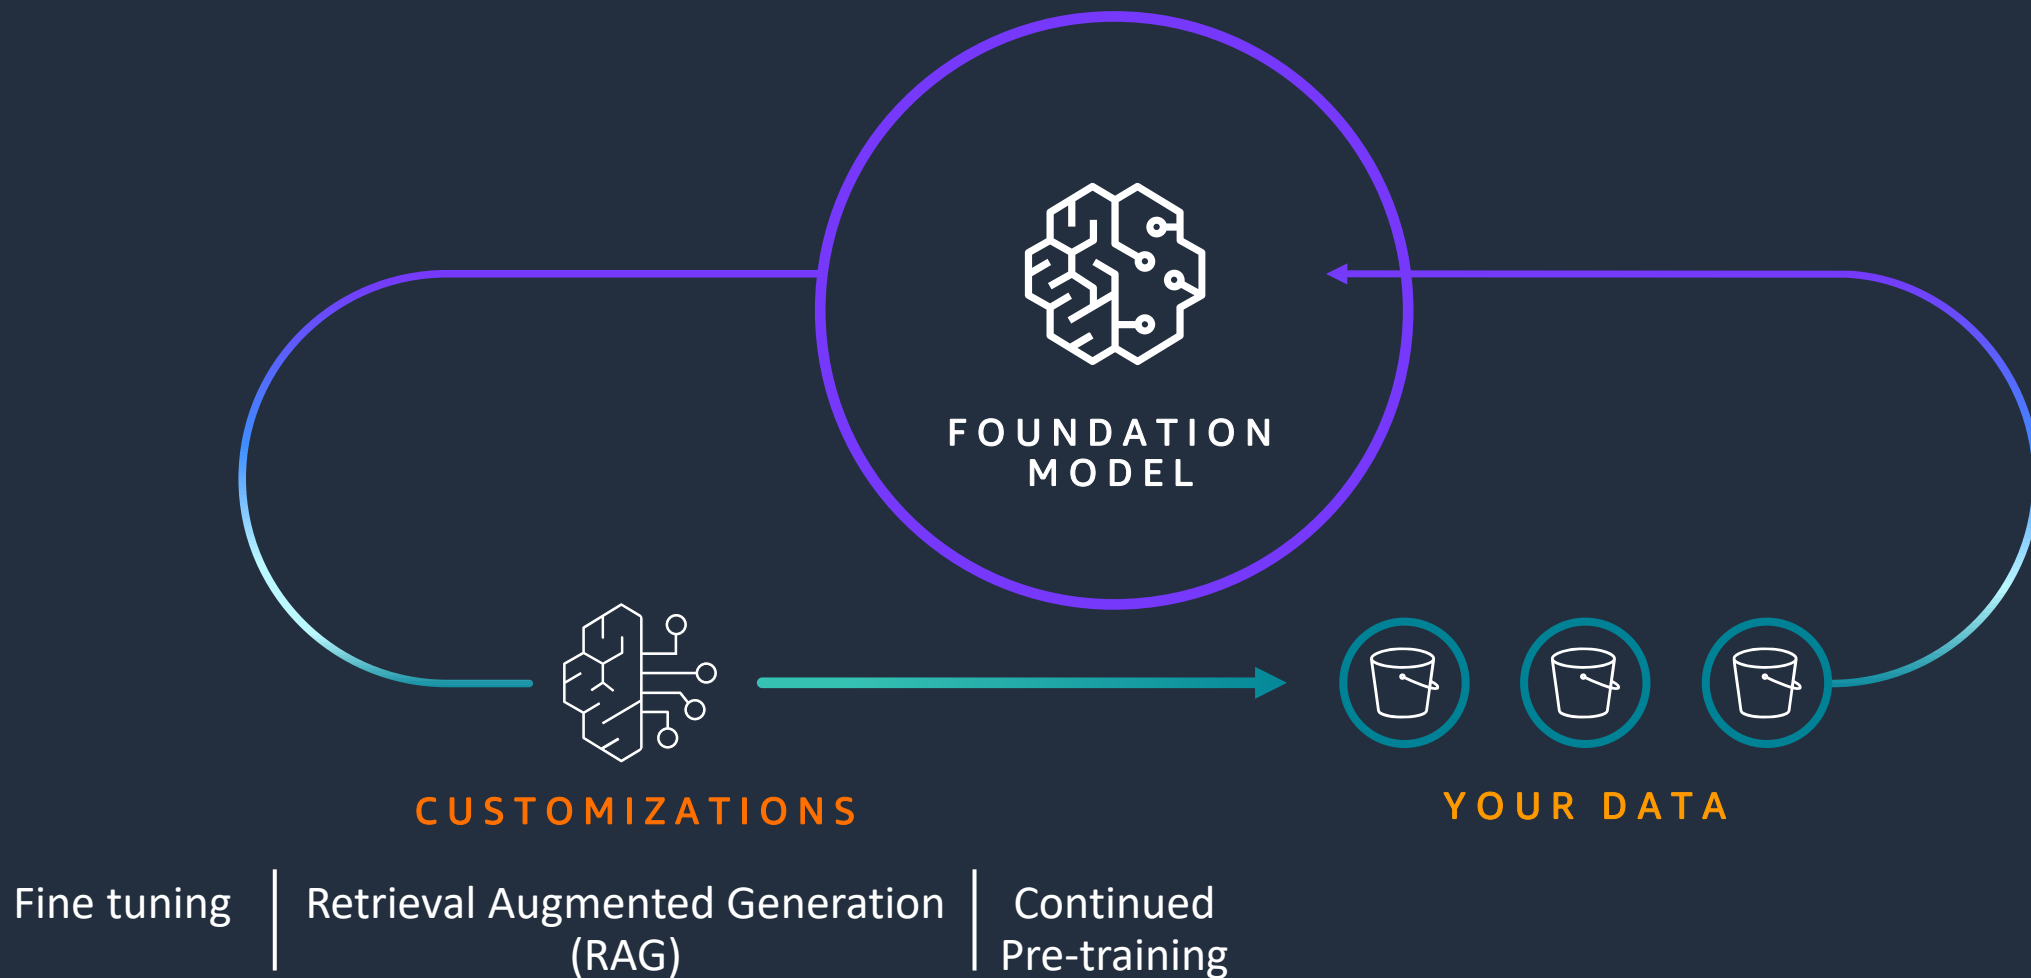 FOUNDATION
MODEL
CUSTOMIZATIONS
YOUR DATA
Fine tuning
Retrieval Augmented Generation
(RAG)
Continued
Pre-training